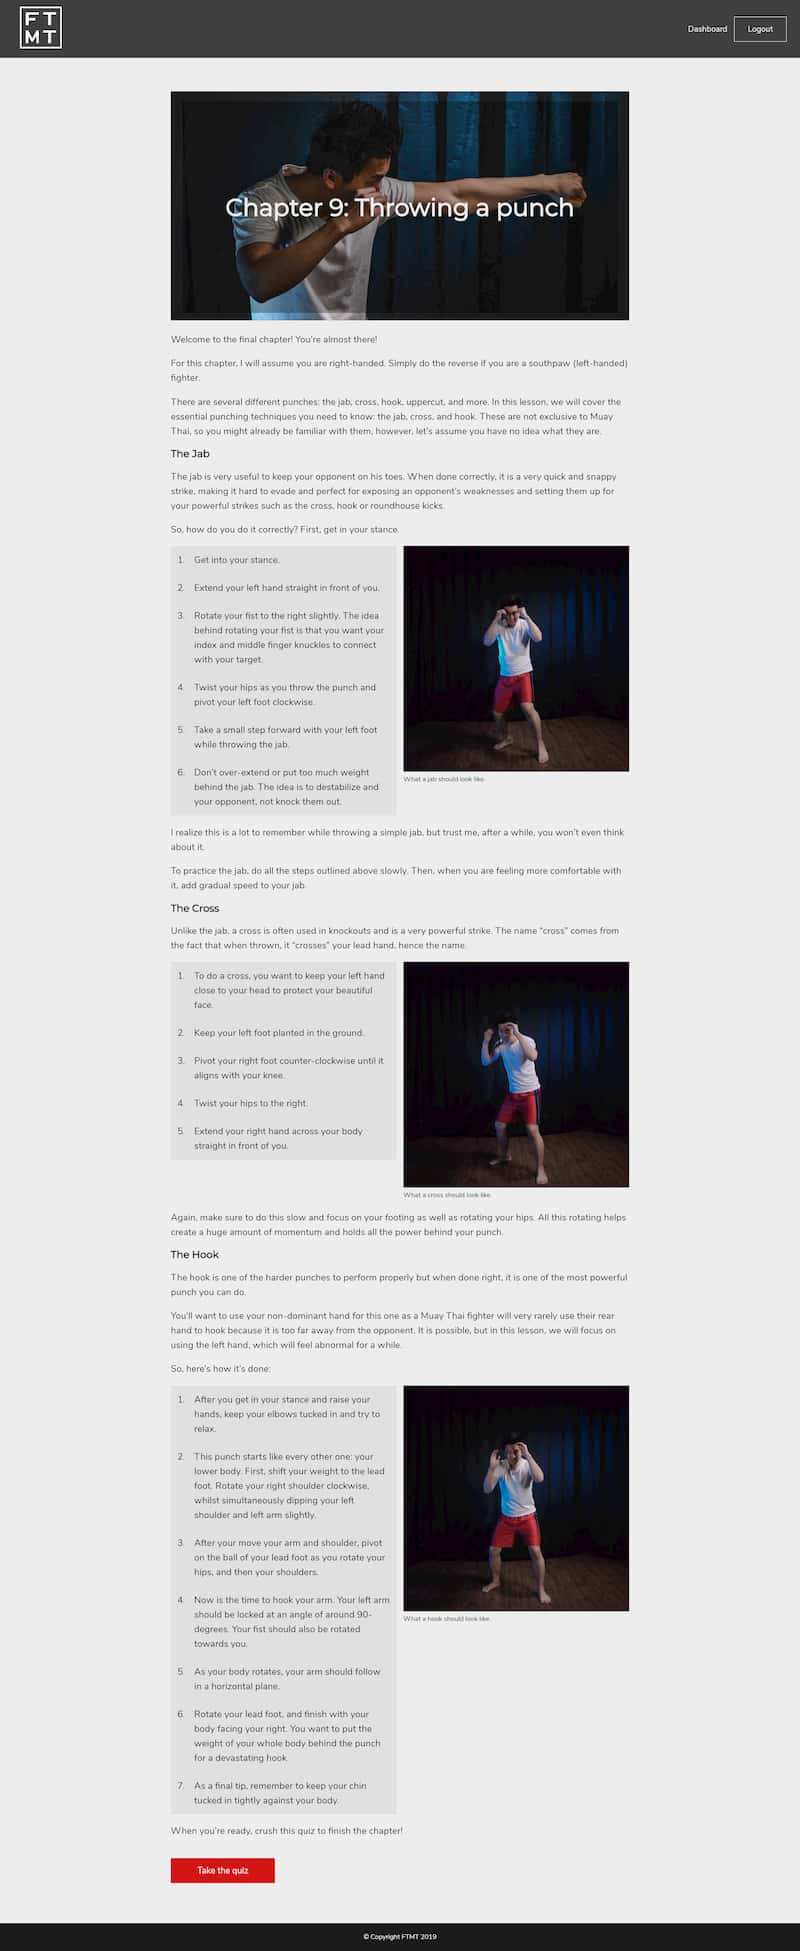 FT
MT
Dashboard
Logout
Chapter 9: Throwing a punch
Welcome to the final chapter! You're almost there!
For this chapter, I will assume you are right-handed. Simply do the reverse if you are a southpaw (left-handed)
fighter.
There are several different punches: the jab, cross, hook, uppercut, and more. In this lesson, we will cover the
essential punching techniques you need to know: the jab, cross, and hook. These are not exclusive to Muay
Thai, so you might already be familiar with them, however, let's assume you have no idea what they are.
The Jab
The jab is very useful to keep your opponent on his toes. When done correctly, it is a very quick and snappy
strike, making it hard to evade and perfect for exposing an opponent's weaknesses and setting them up for
your powerful strikes such as the cross, hook or roundhouse kicks.
So, how do you do it correctly? First, get in your stance.
1. Get into your stance.
2. Extend your left hand straight in front of you.
3. Rotate your fist to the right slightly. The idea
behind rotating your fist is that you want your
index and middle finger knuckles to connect
with your target.
4. Twist your hips as you throw the punch and
pivot your left foot clockwise.
5. Take a small step forward with your left foot
while throwing the jab.
6. Don't over-extend or put too much weight
behind the jab. The idea is to destabilize and
your opponent, not knock them out.
What a jab should look like.
I realize this is a lot to remember while throwing a simple jab, but trust me, after a while, you won't even think
about it.
To practice the jab, do all the steps outlined above slowly. Then, when you are feeling more comfortable with
it, add gradual speed to your jab.
The Cross
Unlike the jab, a cross is often used in knockouts and is a very powerful strike. The name “cross” comes from
the fact that when thrown, it “crosses” your lead hand, hence the name.
1. To do a cross, you want to keep your left hand
close to your head to protect your beautiful
face.
2. Keep your left foot planted in the ground.
3. Pivot your right foot counter-clockwise until it
aligns with your knee.
4. Twist your hips to the right.
5. Extend your right hand across your body
straight in front of you.
What a cross should look like.
Again, make sure to do this slow and focus on your footing as well as rotating your hips. All this rotating helps
create a huge amount of momentum and holds all the power behind your punch.
The Hook
The hook is one of the harder punches to perform properly but when done right, it is one of the most powerful
punch you can do.
You'll want to use your non-dominant hand for this one as a Muay Thai fighter will very rarely use their rear
hand to hook because it is too far away from the opponent. It is possible, but in this lesson, we will focus on
using the left hand, which will feel abnormal for a while.
So, here's how it's done:
1. After you get in your stance and raise your
hands, keep your elbows tucked in and try to
relax.
2. This punch starts like every other one: your
lower body. First, shift your weight to the lead
foot. Rotate your right shoulder clockwise,
whilst simultaneously dipping your left
shoulder and left arm slightly.
3. After your move your arm and shoulder, pivot
on the ball of your lead foot as you rotate your
hips, and then your shoulders.
4. Now is the time to hook your arm. Your left arm
should be locked at an angle of around 90-
degrees. Your fist should also be rotated
towards you.
5. As your body rotates, your arm should follow
in a horizontal plane.
6. Rotate your lead foot, and finish with your
body facing your right. You want to put the
weight of your whole body behind the punch
for a devastating hook.
7. As a final tip, remember to keep your chin
tucked in tightly against your body.
What a hook should look like.
When you're ready, crush this quiz to finish the chapter!
Take the quiz
© Copyright FTMT 2019